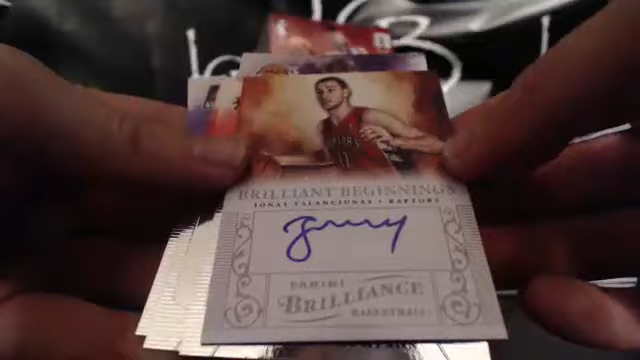 BRILLIANT BEGINNINGS
JONAS VALANCIUNAS • RAPTORS
PANINI
BRILLIANCE
BASKETBALL